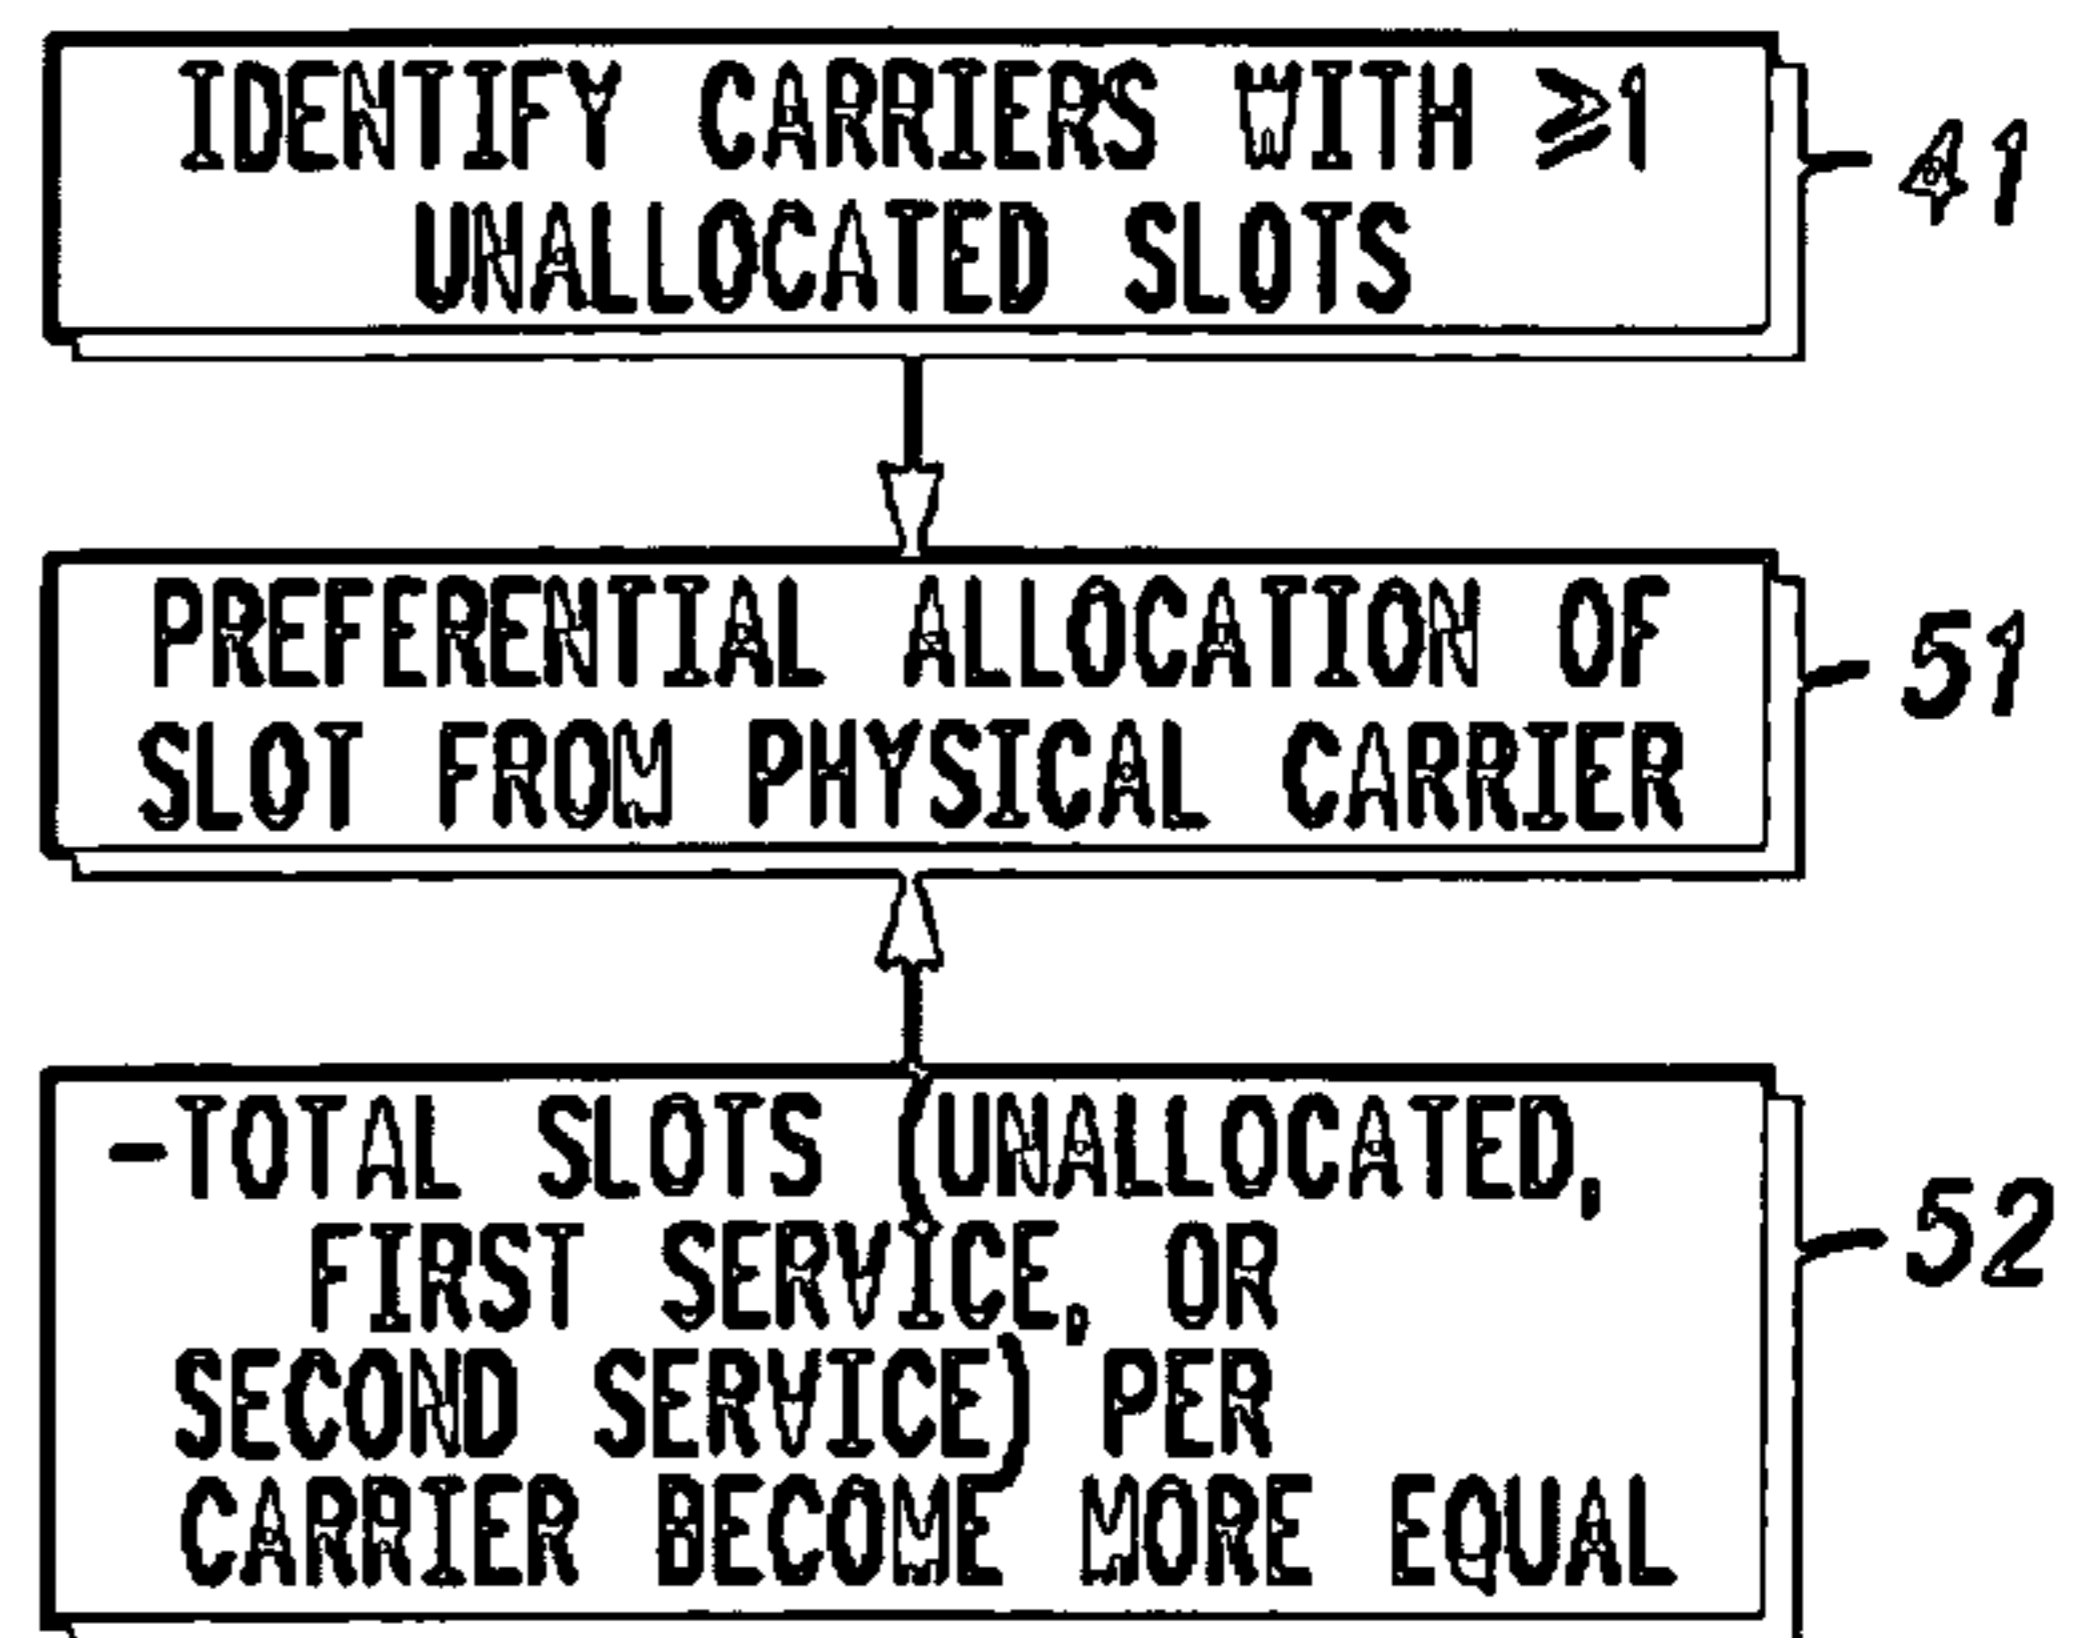 IDENTIFY CARRIERS WITH ⩾1
UNALLOCATED SLOTS
41
PREFERENTIAL ALLOCATION OF
SLOT FROM PHYSICAL CARRIER
51
-TOTAL SLOTS (UNALLOCATED,
FIRST SERVICE, OR
SECOND SERVICE) PER
CARRIER BECOME MORE EQUAL
52